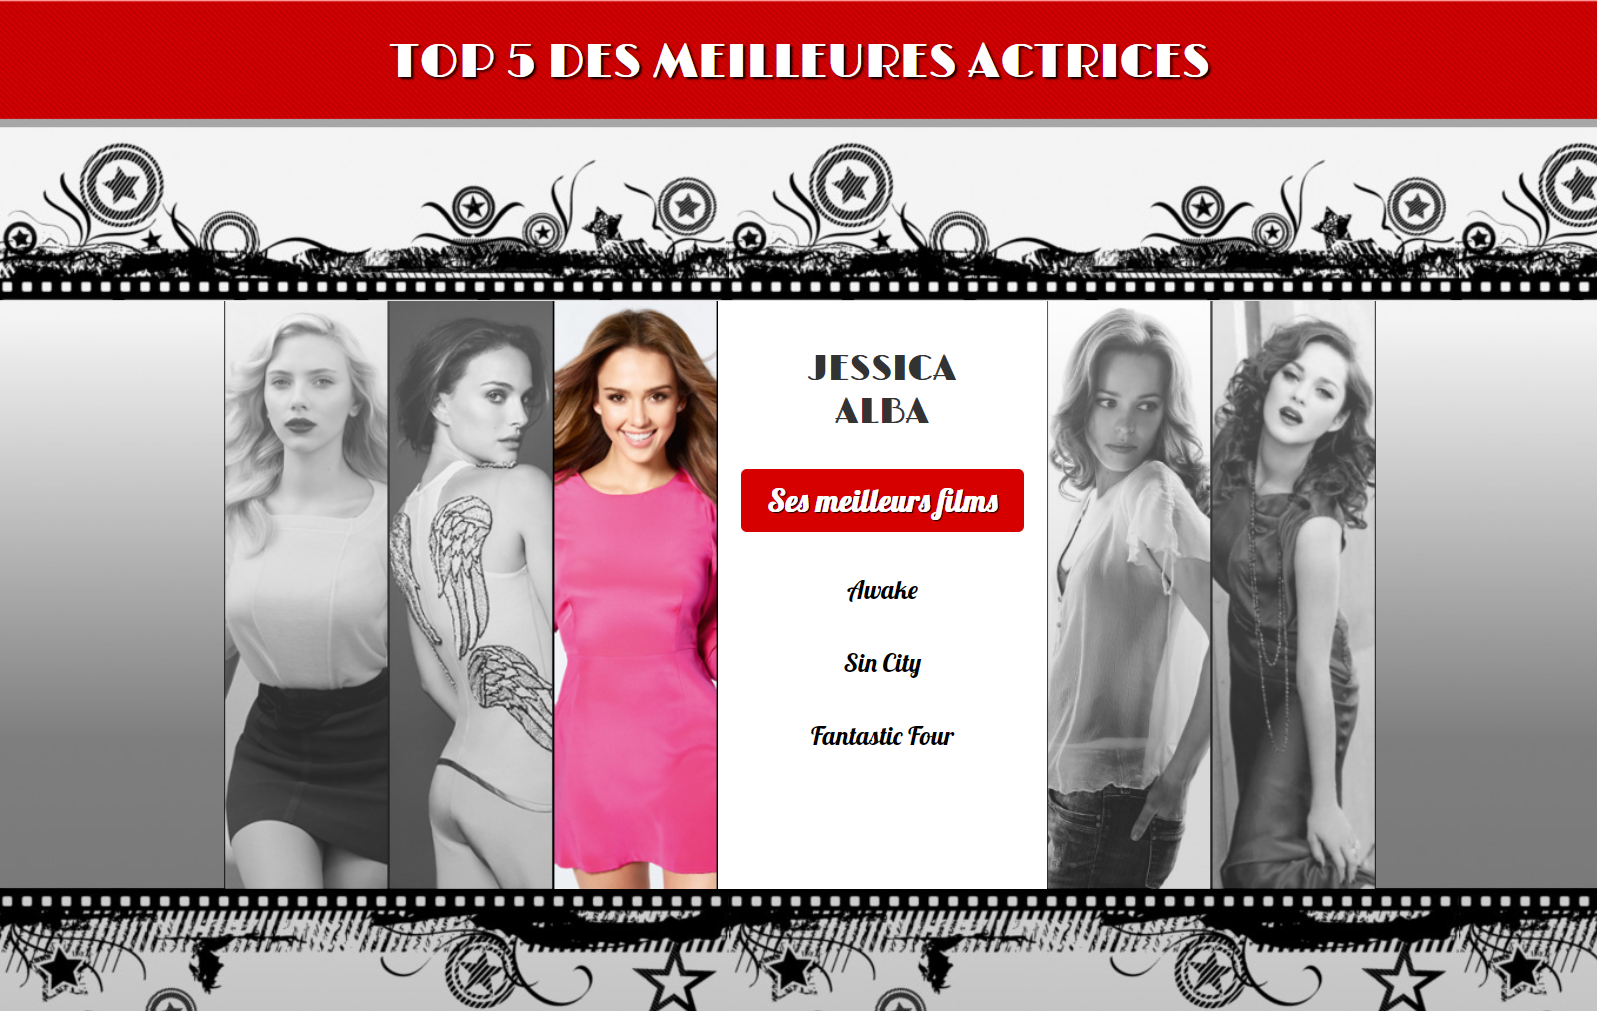 TOP 5 DES MEILLEURES ACTRICES
JESSICA
ALBA
Ses meilleurs films
Awake
Sin City
Fantastic Four